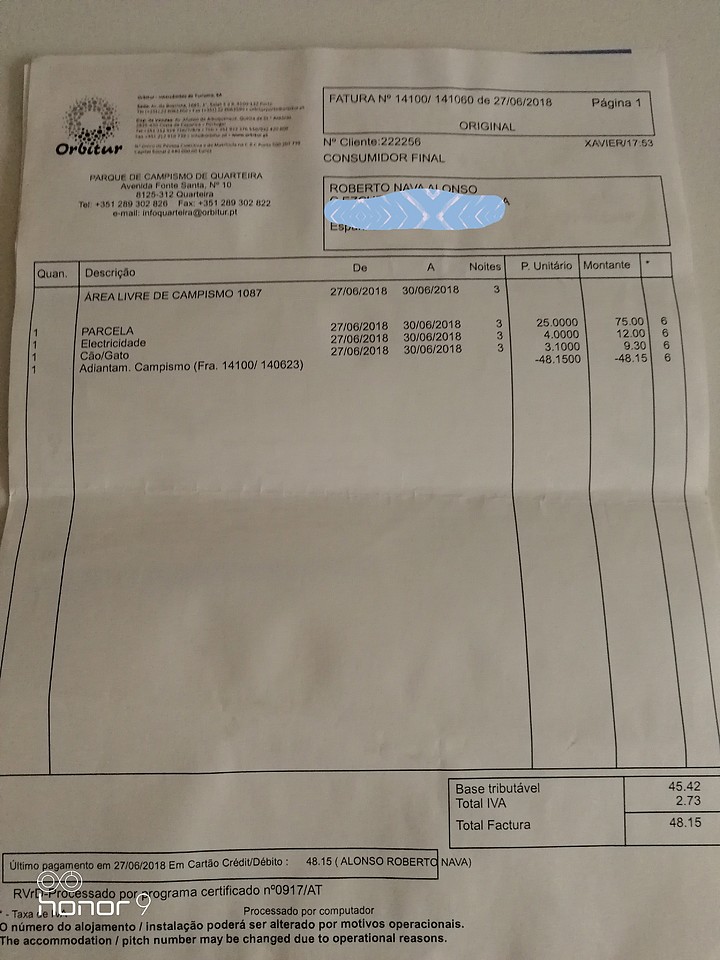 Orbitur
FATURA Nº 14100/ 141060 de 27/06/2018 Página 1
ORIGINAL
Nº Cliente:222256 XAVIER/17:53
CONSUMIDOR FINAL
PARQUE DE CAMPISMO DE QUARTEIRA
Avenida Fonte Santa, Nº 10
8125-312 Quarteira
Tel: +351 289 302 826 Fax: +351 289 302 822
e-mail: infoquarteira@orbitur.pt
ROBERTO NAVA ALONSO
Quan. Descrição De A Noites P. Unitário Montante *
ÁREA LIVRE DE CAMPISMO 1087 27/06/2018 30/06/2018 3
1 PARCELA 27/06/2018 30/06/2018 3 25.0000 75.00 6
1 Electricidade 27/06/2018 30/06/2018 3 4.0000 12.00 6
1 Cão/Gato 27/06/2018 30/06/2018 3 3.1000 9.30 6
1 Adiantam. Campismo (Fra. 14100/ 140623) -48.1500 -48.15 6
Base tributável 45.42
Total IVA 2.73
Total Factura 48.15
Último pagamento em 27/06/2018 Em Cartão Crédit/Débito : 48.15 ( ALONSO ROBERTO NAVA)
Processado por programa certificado nº0917/AT
* - Taxa de Processado por computador
O número do alojamento / instalação poderá ser alterado por motivos operacionais.
The accommodation / pitch number may be changed due to operational reasons.
honor 9